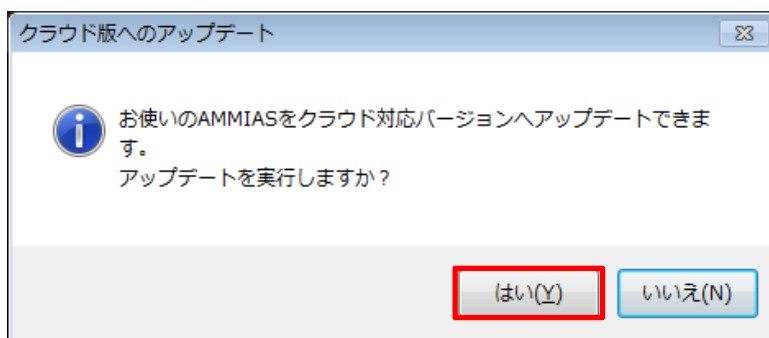 クラウド版へのアップデート
お使いのAMMIASをクラウド対応バージョンへアップデートできま
す。
アップデートを実行しますか？
はい(Y) いいえ(N)